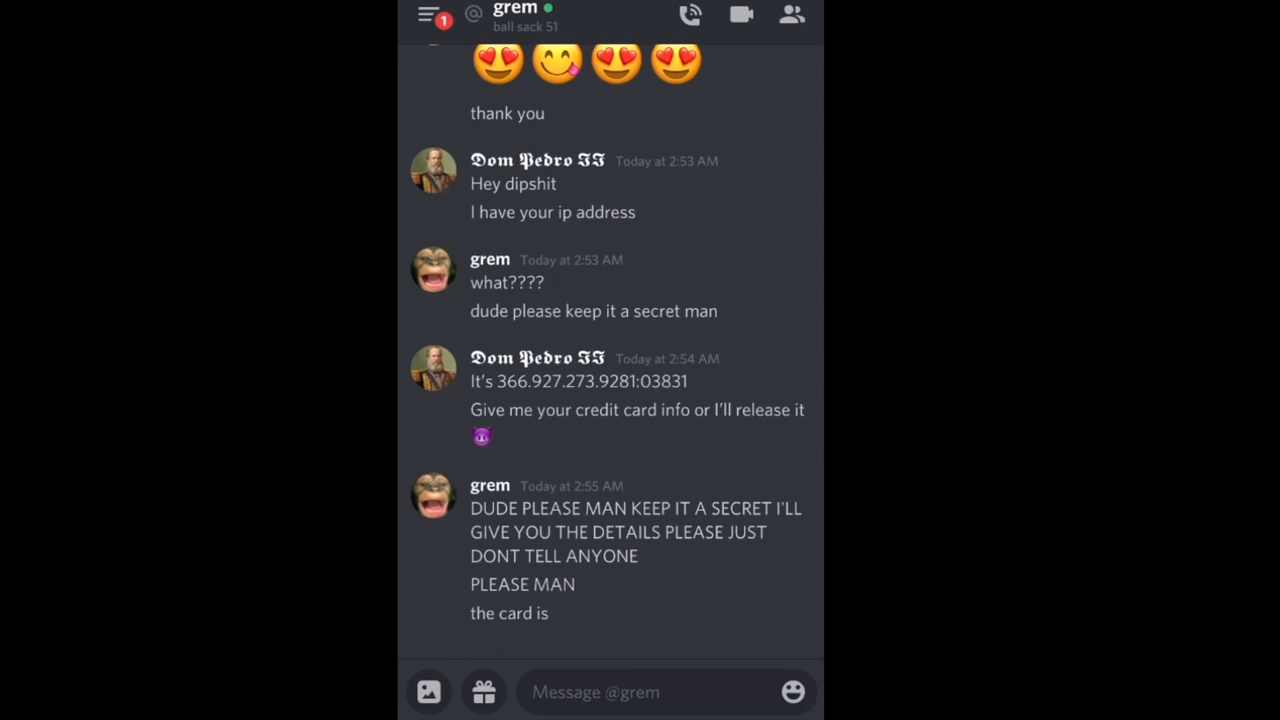 1
@ grem
ball sack 51
thank you
𝕯𝖔𝖒 𝕻𝖊𝖉𝖗𝖔 𝕴𝕴 Today at 2:53 AM
Hey dipshit
I have your ip address
grem Today at 2:53 AM
what????
dude please keep it a secret man
𝕯𝖔𝖒 𝕻𝖊𝖉𝖗𝖔 𝕴𝕴 Today at 2:54 AM
It's 366.927.273.9281:03831
Give me your credit card info or I'll release it
grem Today at 2:55 AM
DUDE PLEASE MAN KEEP IT A SECRET I'LL
GIVE YOU THE DETAILS PLEASE JUST
DONT TELL ANYONE
PLEASE MAN
the card is
Message @grem